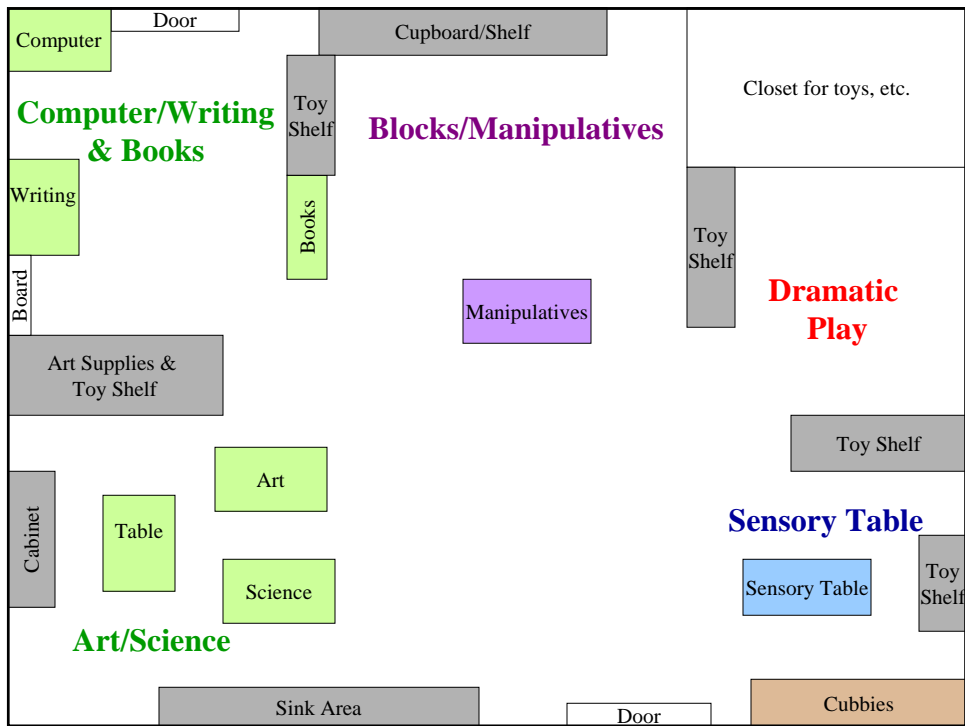 Door
Computer
Cupboard/Shelf
Closet for toys, etc.
Computer/Writing
& Books
Toy
Shelf
Blocks/Manipulatives
Writing
Books
Toy
Shelf
Board
Manipulatives
Dramatic
Play
Art Supplies &
Toy Shelf
Toy Shelf
Art
Cabinet
Table
Sensory Table
Science
Sensory Table
Toy
Shelf
Art/Science
Sink Area
Door
Cubbies